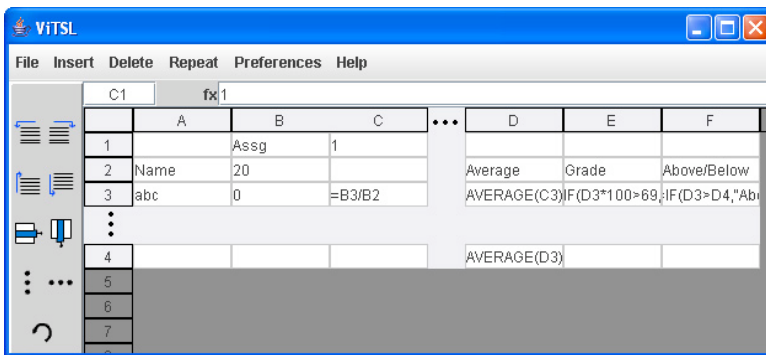 ViTSL
File Insert Delete Repeat Preferences Help
C1 fx 1
A B C ••• D E F
1 Assg 1
2 Name 20 Average Grade Above/Below
3 abc 0 =B3/B2 AVERAGE(C3) IF(D3*100>69, IF(D3>D4,"Ab
4 AVERAGE(D3)
5
6
7